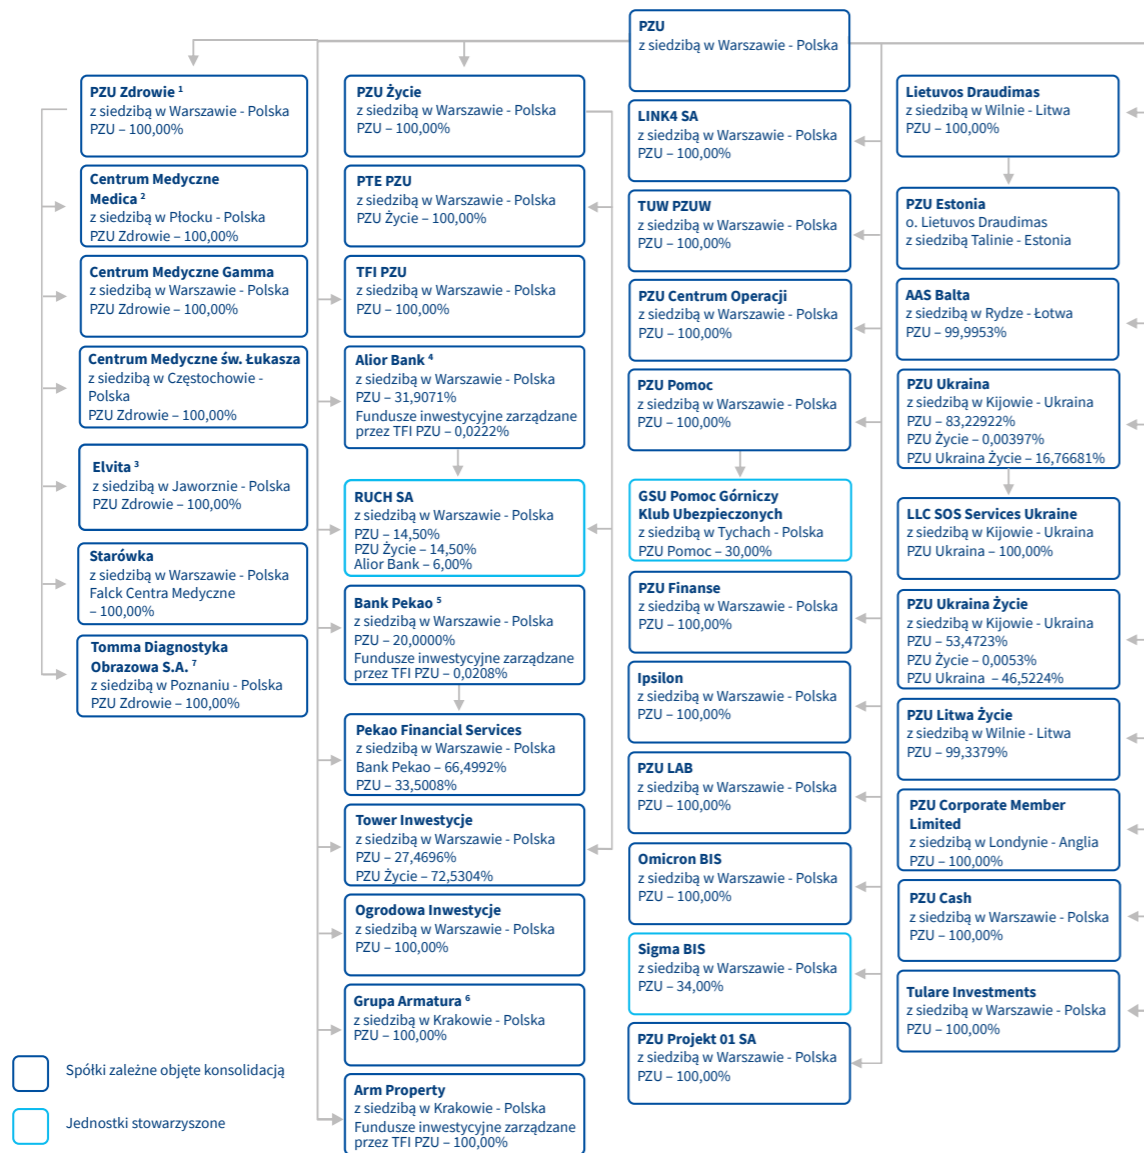 PZU
z siedzibą w Warszawie - Polska
PZU Zdrowie ¹
z siedzibą w Warszawie - Polska
PZU – 100,00%
Centrum Medyczne
Medica ²
z siedzibą w Płocku - Polska
PZU Zdrowie – 100,00%
Centrum Medyczne Gamma
z siedzibą w Warszawie - Polska
PZU Zdrowie – 100,00%
Centrum Medyczne św. Łukasza
z siedzibą w Częstochowie -
Polska
PZU Zdrowie – 100,00%
Elvita ³
z siedzibą w Jaworznie - Polska
PZU Zdrowie – 100,00%
Starówka
z siedzibą w Warszawie - Polska
Falck Centra Medyczne
– 100,00%
Tomma Diagnostyka
Obrazowa S.A. ⁷
z siedzibą w Poznaniu - Polska
PZU Zdrowie – 100,00%
PZU Życie
z siedzibą w Warszawie - Polska
PZU – 100,00%
PTE PZU
z siedzibą w Warszawie - Polska
PZU Życie – 100,00%
TFI PZU
z siedzibą w Warszawie - Polska
PZU – 100,00%
Alior Bank ⁴
z siedzibą w Warszawie - Polska
PZU – 31,9071%
Fundusze inwestycyjne zarządzane
przez TFI PZU – 0,0222%
RUCH SA
z siedzibą w Warszawie - Polska
PZU – 14,50%
PZU Życie – 14,50%
Alior Bank – 6,00%
Bank Pekao ⁵
z siedzibą w Warszawie - Polska
PZU – 20,0000%
Fundusze inwestycyjne zarządzane
przez TFI PZU – 0,0208%
Pekao Financial Services
z siedzibą w Warszawie - Polska
Bank Pekao – 66,4992%
PZU – 33,5008%
Tower Inwestycje
z siedzibą w Warszawie - Polska
PZU – 27,4696%
PZU Życie – 72,5304%
Ogrodowa Inwestycje
z siedzibą w Warszawie - Polska
PZU – 100,00%
Grupa Armatura ⁶
z siedzibą w Krakowie - Polska
PZU – 100,00%
Arm Property
z siedzibą w Krakowie - Polska
Fundusze inwestycyjne zarządzane
przez TFI PZU – 100,00%
LINK4 SA
z siedzibą w Warszawie - Polska
PZU – 100,00%
TUW PZUW
z siedzibą w Warszawie - Polska
PZU – 100,00%
PZU Centrum Operacji
z siedzibą w Warszawie - Polska
PZU – 100,00%
PZU Pomoc
z siedzibą w Warszawie - Polska
PZU – 100,00%
GSU Pomoc Górniczy
Klub Ubezpieczonych
z siedzibą w Tychach - Polska
PZU Pomoc – 30,00%
PZU Finanse
z siedzibą w Warszawie - Polska
PZU – 100,00%
Ipsilon
z siedzibą w Warszawie - Polska
PZU – 100,00%
PZU LAB
z siedzibą w Warszawie - Polska
PZU – 100,00%
Omicron BIS
z siedzibą w Warszawie - Polska
PZU – 100,00%
Sigma BIS
z siedzibą w Warszawie - Polska
PZU – 34,00%
PZU Projekt 01 SA
z siedzibą w Warszawie - Polska
PZU – 100,00%
Lietuvos Draudimas
z siedzibą w Wilnie - Litwa
PZU – 100,00%
PZU Estonia
o. Lietuvos Draudimas
z siedzibą Talinie - Estonia
AAS Balta
z siedzibą w Rydze - Łotwa
PZU – 99,9953%
PZU Ukraina
z siedzibą w Kijowie - Ukraina
PZU – 83,22922%
PZU Życie – 0,00397%
PZU Ukraina Życie – 16,76681%
LLC SOS Services Ukraine
z siedzibą w Kijowie - Ukraina
PZU Ukraina – 100,00%
PZU Ukraina Życie
z siedzibą w Kijowie - Ukraina
PZU – 53,4723%
PZU Życie – 0,0053%
PZU Ukraina – 46,5224%
PZU Litwa Życie
z siedzibą w Wilnie - Litwa
PZU – 99,3379%
PZU Corporate Member
Limited
z siedzibą w Londynie - Anglia
PZU – 100,00%
PZU Cash
z siedzibą w Warszawie - Polska
PZU – 100,00%
Tulare Investments
z siedzibą w Warszawie - Polska
PZU – 100,00%
Spółki zależne objęte konsolidacją
Jednostki stowarzyszone